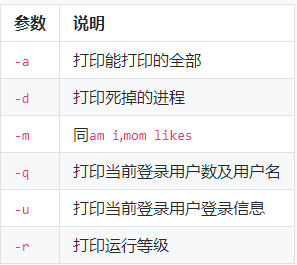 参数 说明
-a 打印能打印的全部
-d 打印死掉的进程
-m 同am i,mom likes
-q 打印当前登录用户数及用户名
-u 打印当前登录用户登录信息
-r 打印运行等级